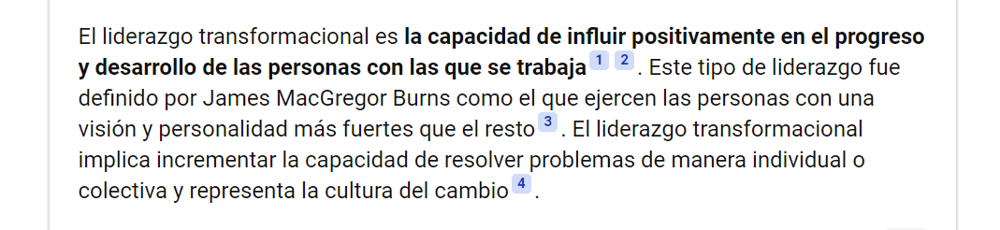 El liderazgo transformacional es la capacidad de influir positivamente en el progreso
y desarrollo de las personas con las que se trabaja 1 2 . Este tipo de liderazgo fue
definido por James MacGregor Burns como el que ejercen las personas con una
visión y personalidad más fuertes que el resto 3 . El liderazgo transformacional
implica incrementar la capacidad de resolver problemas de manera individual o
colectiva y representa la cultura del cambio 4 .